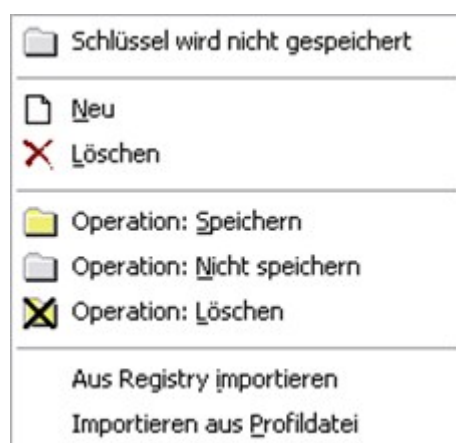 Schlüssel wird nicht gespeichert
Neu
Löschen
Operation: Speichern
Operation: Nicht speichern
Operation: Löschen
Aus Registry importieren
Importieren aus Profildatei